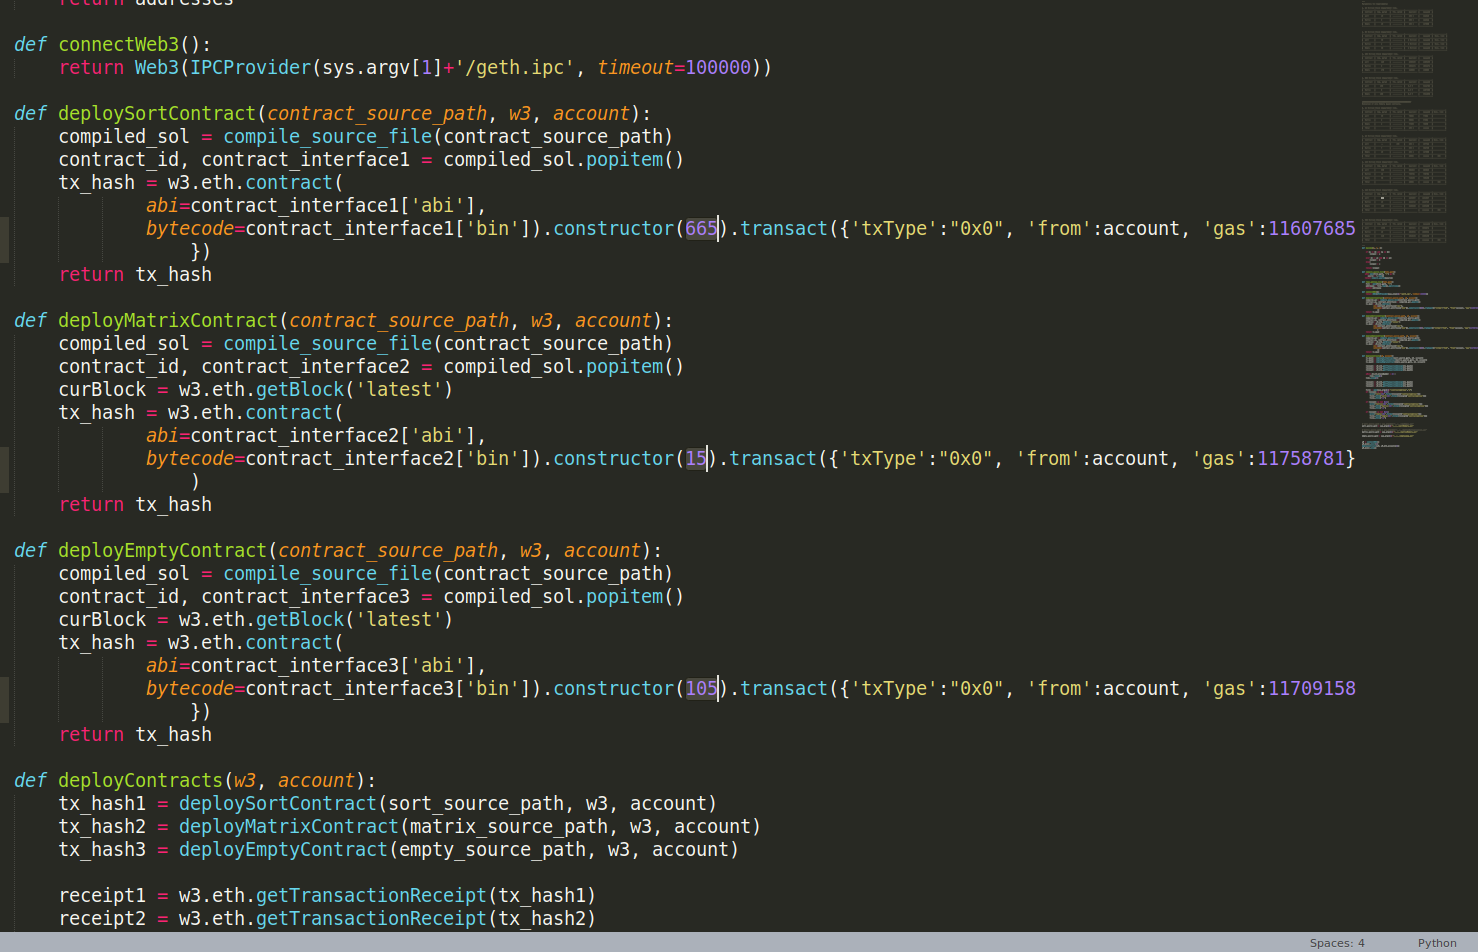 return addresses
def connectWeb3():
    return Web3(IPCProvider(sys.argv[1]+'/geth.ipc', timeout=100000))
def deploySortContract(contract_source_path, w3, account):
    compiled_sol = compile_source_file(contract_source_path)
    contract_id, contract_interface1 = compiled_sol.popitem()
    tx_hash = w3.eth.contract(
            abi=contract_interface1['abi'],
            bytecode=contract_interface1['bin']).constructor(665).transact({'txType':"0x0", 'from':account, 'gas':11607685
                })
    return tx_hash
def deployMatrixContract(contract_source_path, w3, account):
    compiled_sol = compile_source_file(contract_source_path)
    contract_id, contract_interface2 = compiled_sol.popitem()
    curBlock = w3.eth.getBlock('latest')
    tx_hash = w3.eth.contract(
            abi=contract_interface2['abi'],
            bytecode=contract_interface2['bin']).constructor(15).transact({'txType':"0x0", 'from':account, 'gas':11758781}
                )
    return tx_hash
def deployEmptyContract(contract_source_path, w3, account):
    compiled_sol = compile_source_file(contract_source_path)
    contract_id, contract_interface3 = compiled_sol.popitem()
    curBlock = w3.eth.getBlock('latest')
    tx_hash = w3.eth.contract(
            abi=contract_interface3['abi'],
            bytecode=contract_interface3['bin']).constructor(105).transact({'txType':"0x0", 'from':account, 'gas':11709158
                })
    return tx_hash
def deployContracts(w3, account):
    tx_hash1 = deploySortContract(sort_source_path, w3, account)
    tx_hash2 = deployMatrixContract(matrix_source_path, w3, account)
    tx_hash3 = deployEmptyContract(empty_source_path, w3, account)
    receipt1 = w3.eth.getTransactionReceipt(tx_hash1)
    receipt2 = w3.eth.getTransactionReceipt(tx_hash2)
Spaces: 4 Python